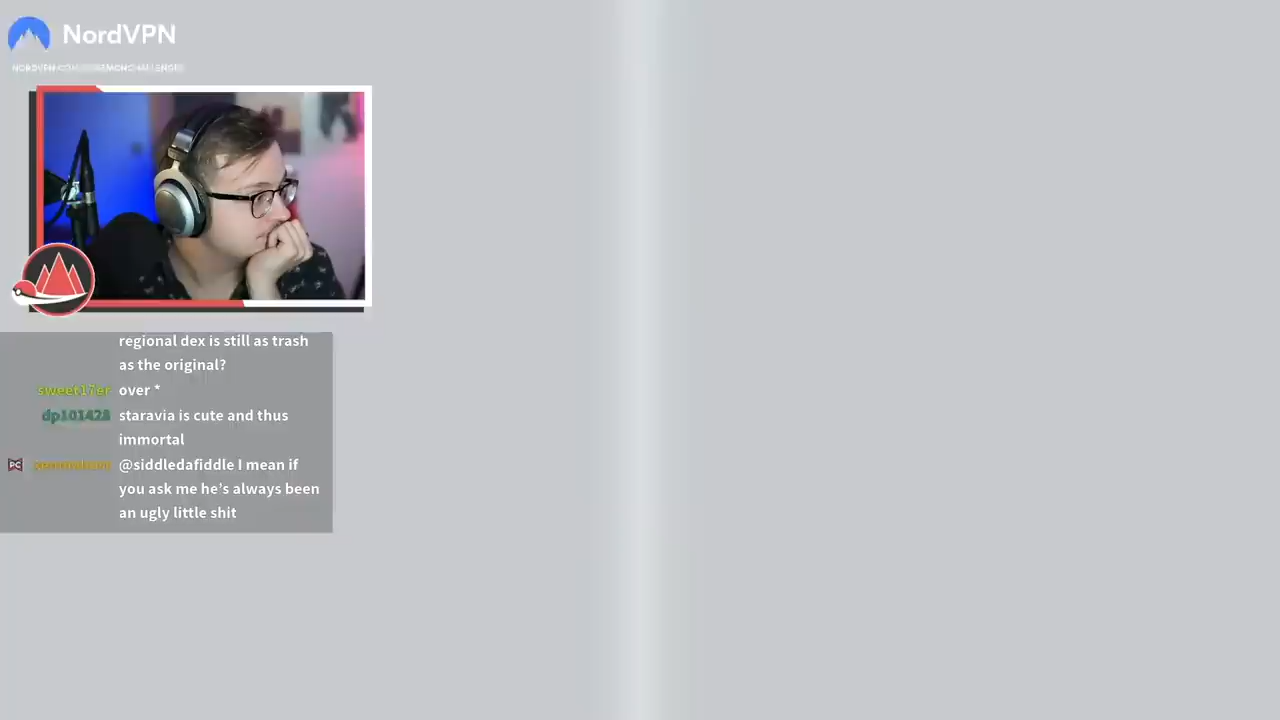 NordVPN
regional dex is still as trash
as the original?
sweet17er over *
dp101428 staravia is cute and thus
immortal
PC @siddledafiddle I mean if
you ask me he's always been
an ugly little shit